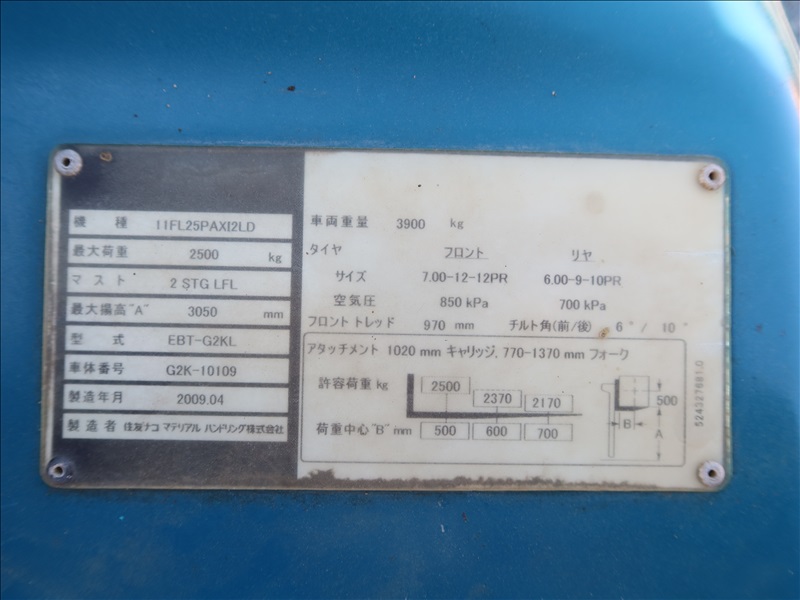 機種 11FL25PAXI2LD
最大荷重 2500 kg
マスト 2 STG LFL
最大揚高"A" 3050 mm
型式 EBT-G2KL
車体番号 G2K-10109
製造年月 2009.04
製造者 住友ナコ マテリアル ハンドリング株式会社
車両重量 3900 kg
タイヤ フロント リヤ
サイズ 7.00-12-12PR 6.00-9-10PR
空気圧 850 kPa 700 kPa
フロント トレッド 970 mm チルト角(前/後) 6°/ 10°
アタッチメント 1020 mm キャリッジ, 770-1370 mm フォーク
許容荷重 kg 2500 2370 2170
荷重中心"B" mm 500 600 700
500
B
A
524327681.0